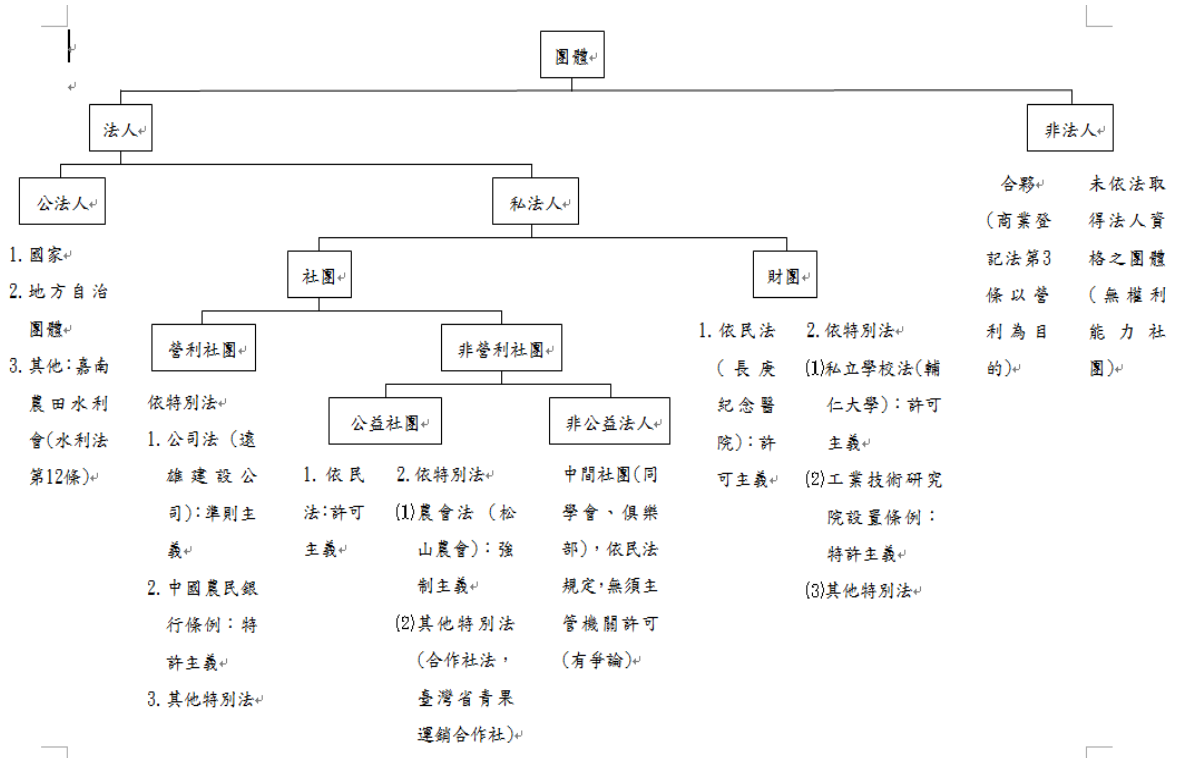 團體
法人
非法人
公法人
私法人
1. 國家
2. 地方自治
團體
3. 其他：嘉南
農田水利
會(水利法
第12條)
社團
財團
營利社團
非營利社團
依特別法
1. 公司法（遠
雄建設公
司)：準則主
義
2. 中國農民銀
行條例：特
許主義
3. 其他特別法
公益社團
非公益法人
1. 依民
法:許可
主義
2.依特別法
(1)農會法（松
山農會)：強
制主義
(2)其他特別法
(合作社法，
臺灣省青果
運銷合作社)
中間社團(同
學會、俱樂
部)，依民法
規定，無須主
管機關許可
(有爭論)
1. 依民法
(長庚
紀念醫
院)：許
可主義
2.依特別法
(1)私立學校法(輔
仁大學)：許可
主義
(2)工業技術研究
院設置條例：
特許主義
(3)其他特別法
合夥
(商業登
記法第3
條以營
利為目
的)
未依法取
得法人資
格之團體
(無權利
能力社
團)